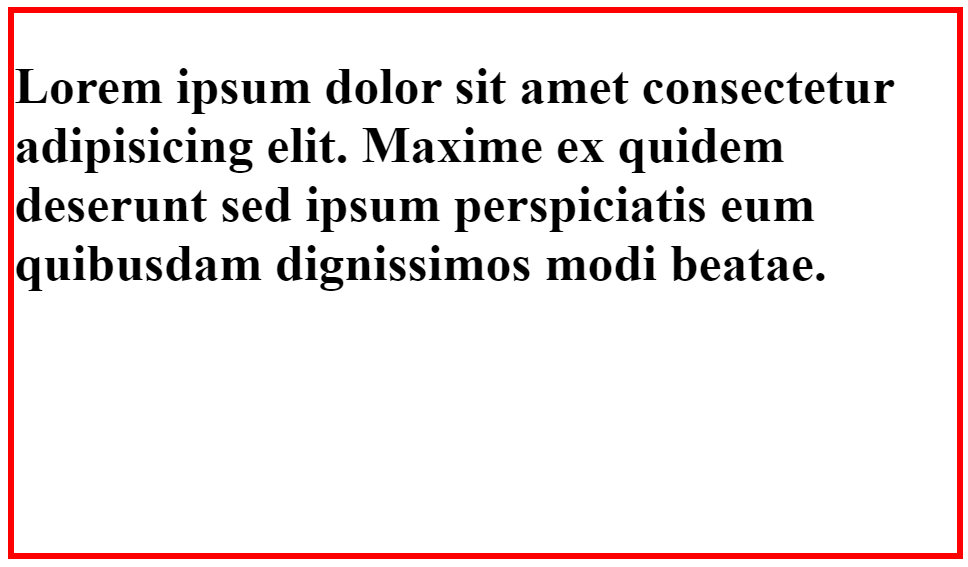 Lorem ipsum dolor sit amet consectetur
adipisicing elit. Maxime ex quidem
deserunt sed ipsum perspiciatis eum
quibusdam dignissimos modi beatae.